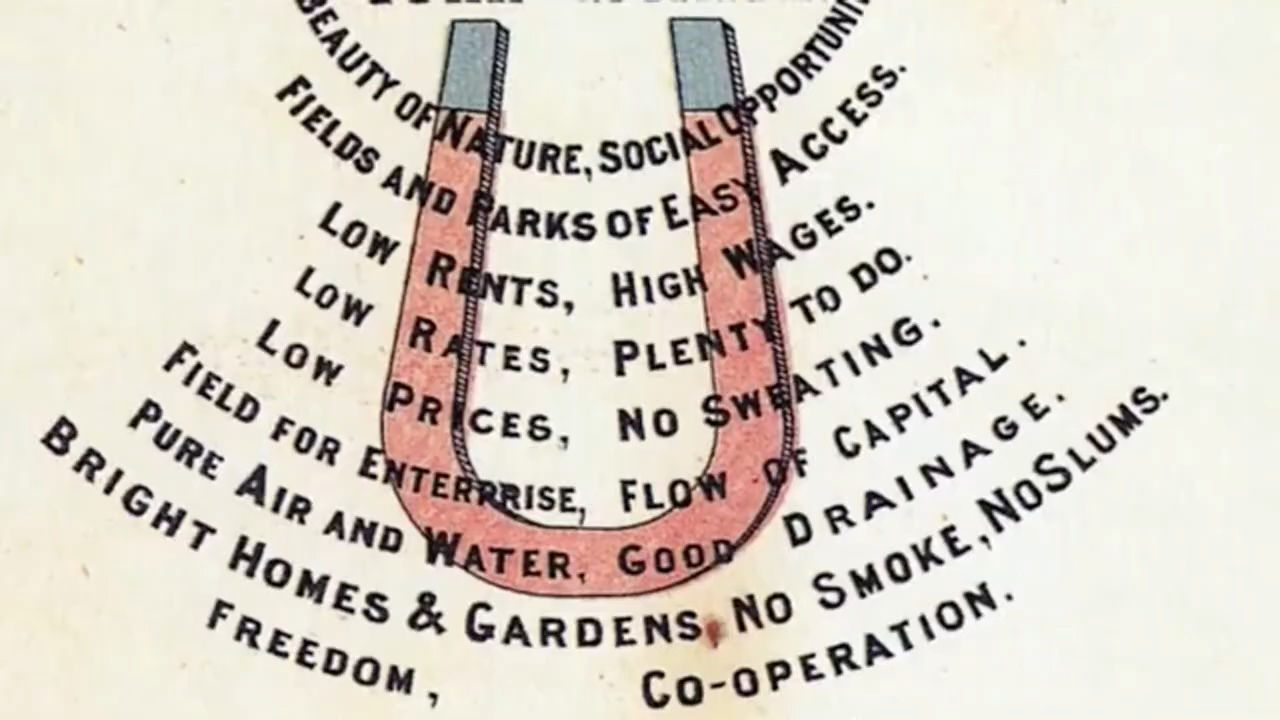 BEAUTY OF NATURE, SOCIAL
FIELDS AND PARKS OF EASY ACCESS.
LOW RENTS, HIGH WAGES.
LOW RATES, PLENTY TO DO.
LOW PRICES, NO SWEATING.
FIELD FOR ENTERPRISE, FLOW OF CAPITAL.
PURE AIR AND WATER, GOOD DRAINAGE.
BRIGHT HOMES & GARDENS, NO SMOKE, NO SLUMS.
FREEDOM, CO-OPERATION.